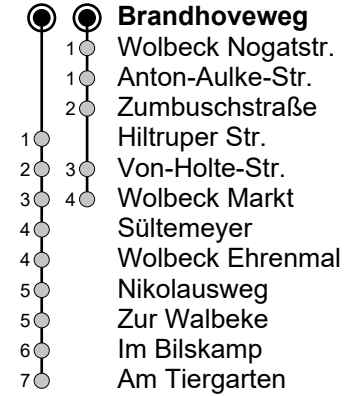 Brandhoveweg
1 Wolbeck Nogatstr.
1 Anton-Aulke-Str.
2 Zumbuschstraße
1 Hiltruper Str.
2 3 Von-Holte-Str.
3 4 Wolbeck Markt
4 Sültemeyer
4 Wolbeck Ehrenmal
5 Nikolausweg
5 Zur Walbeke
6 Im Bilskamp
7 Am Tiergarten